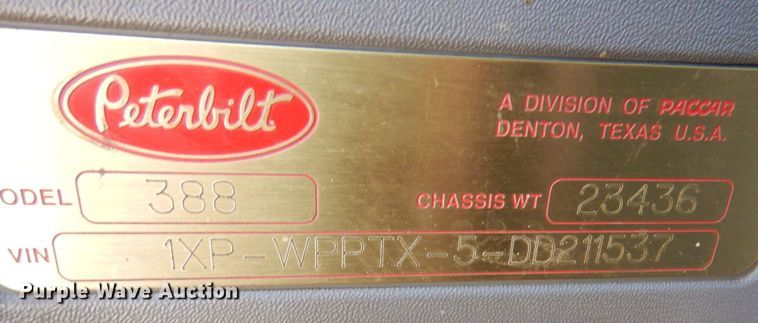 Peterbilt
A DIVISION OF PACCAR
DENTON, TEXAS U.S.A.
ODEL 388
CHASSIS WT 23436
VIN 1XP-WPPTX-5-DD211537
Purple Wave Auction